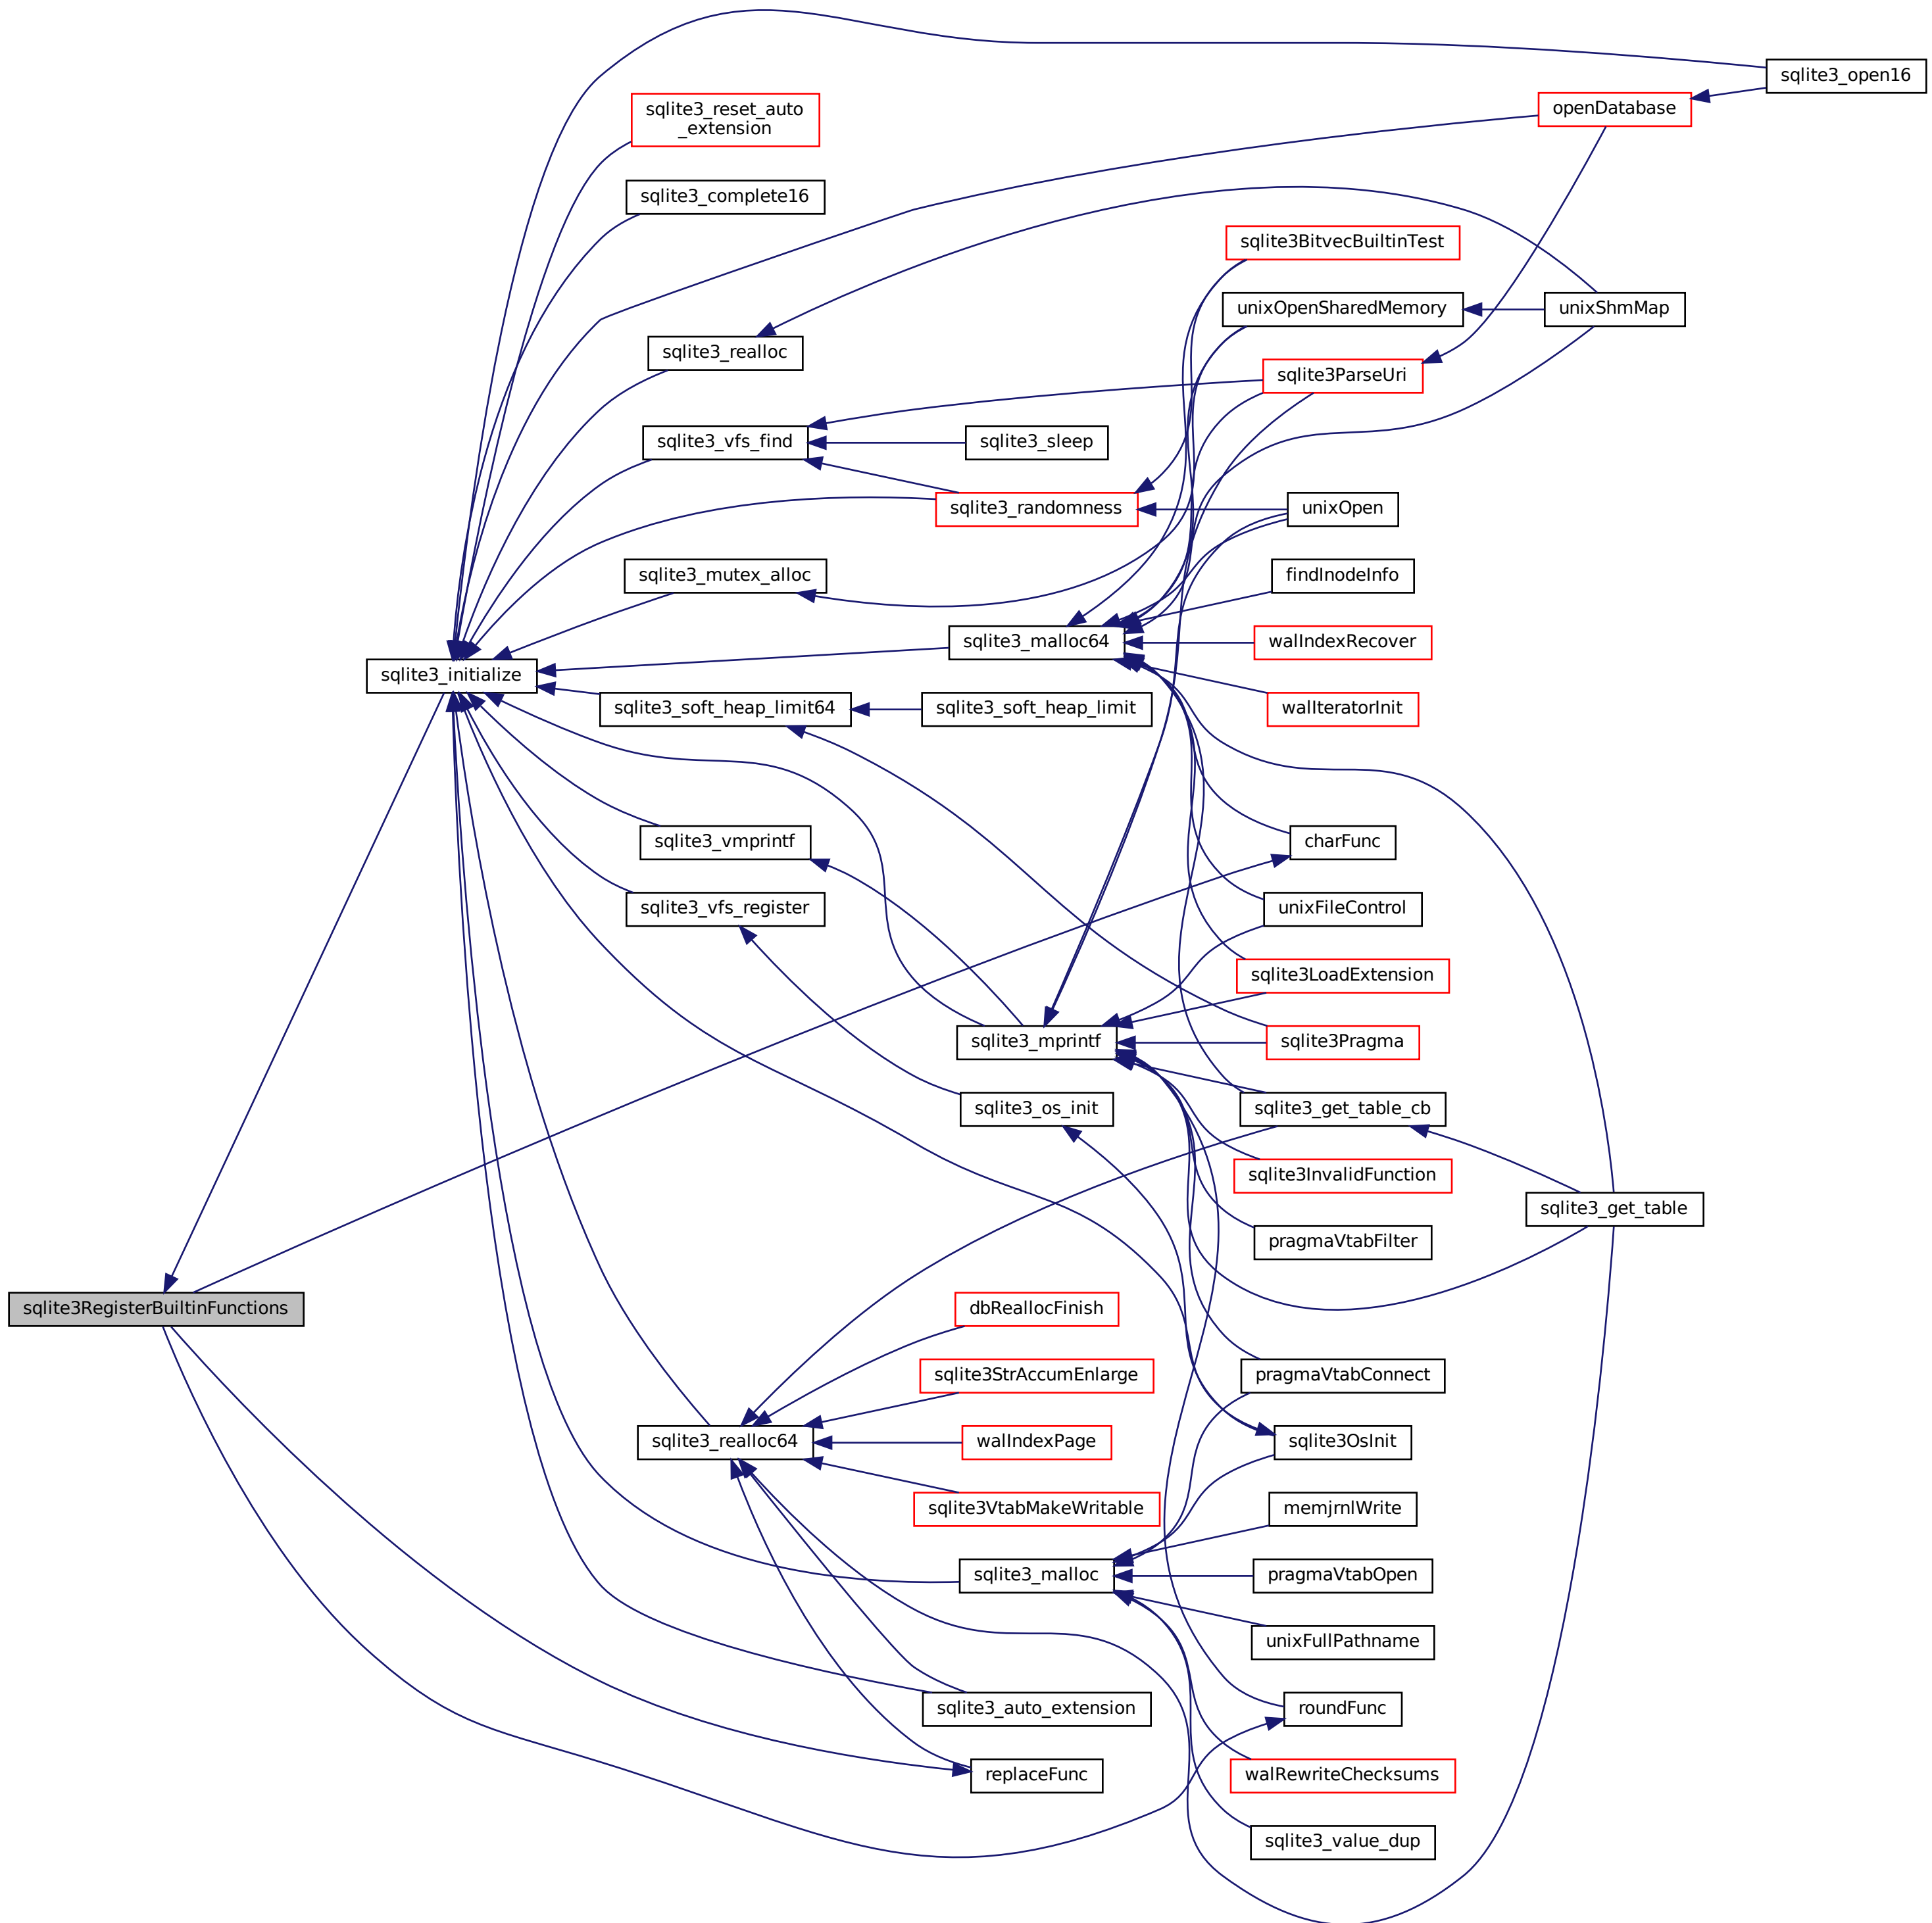 sqlite3_open16
openDatabase
sqlite3_reset_auto
_extension
sqlite3_complete16
sqlite3BitvecBuiltinTest
unixOpenSharedMemory
unixShmMap
sqlite3_realloc
sqlite3ParseUri
sqlite3_vfs_find
sqlite3_sleep
sqlite3_randomness
unixOpen
sqlite3_mutex_alloc
findInodeInfo
sqlite3_malloc64
walIndexRecover
sqlite3_initialize
sqlite3_soft_heap_limit64
sqlite3_soft_heap_limit
walIteratorInit
sqlite3_vmprintf
charFunc
sqlite3_vfs_register
unixFileControl
sqlite3LoadExtension
sqlite3_mprintf
sqlite3Pragma
sqlite3_os_init
sqlite3_get_table_cb
sqlite3InvalidFunction
sqlite3_get_table
pragmaVtabFilter
sqlite3RegisterBuiltinFunctions
dbReallocFinish
sqlite3StrAccumEnlarge
pragmaVtabConnect
sqlite3_realloc64
walIndexPage
sqlite3OsInit
sqlite3VtabMakeWritable
memjrnlWrite
sqlite3_malloc
pragmaVtabOpen
unixFullPathname
sqlite3_auto_extension
roundFunc
replaceFunc
walRewriteChecksums
sqlite3_value_dup